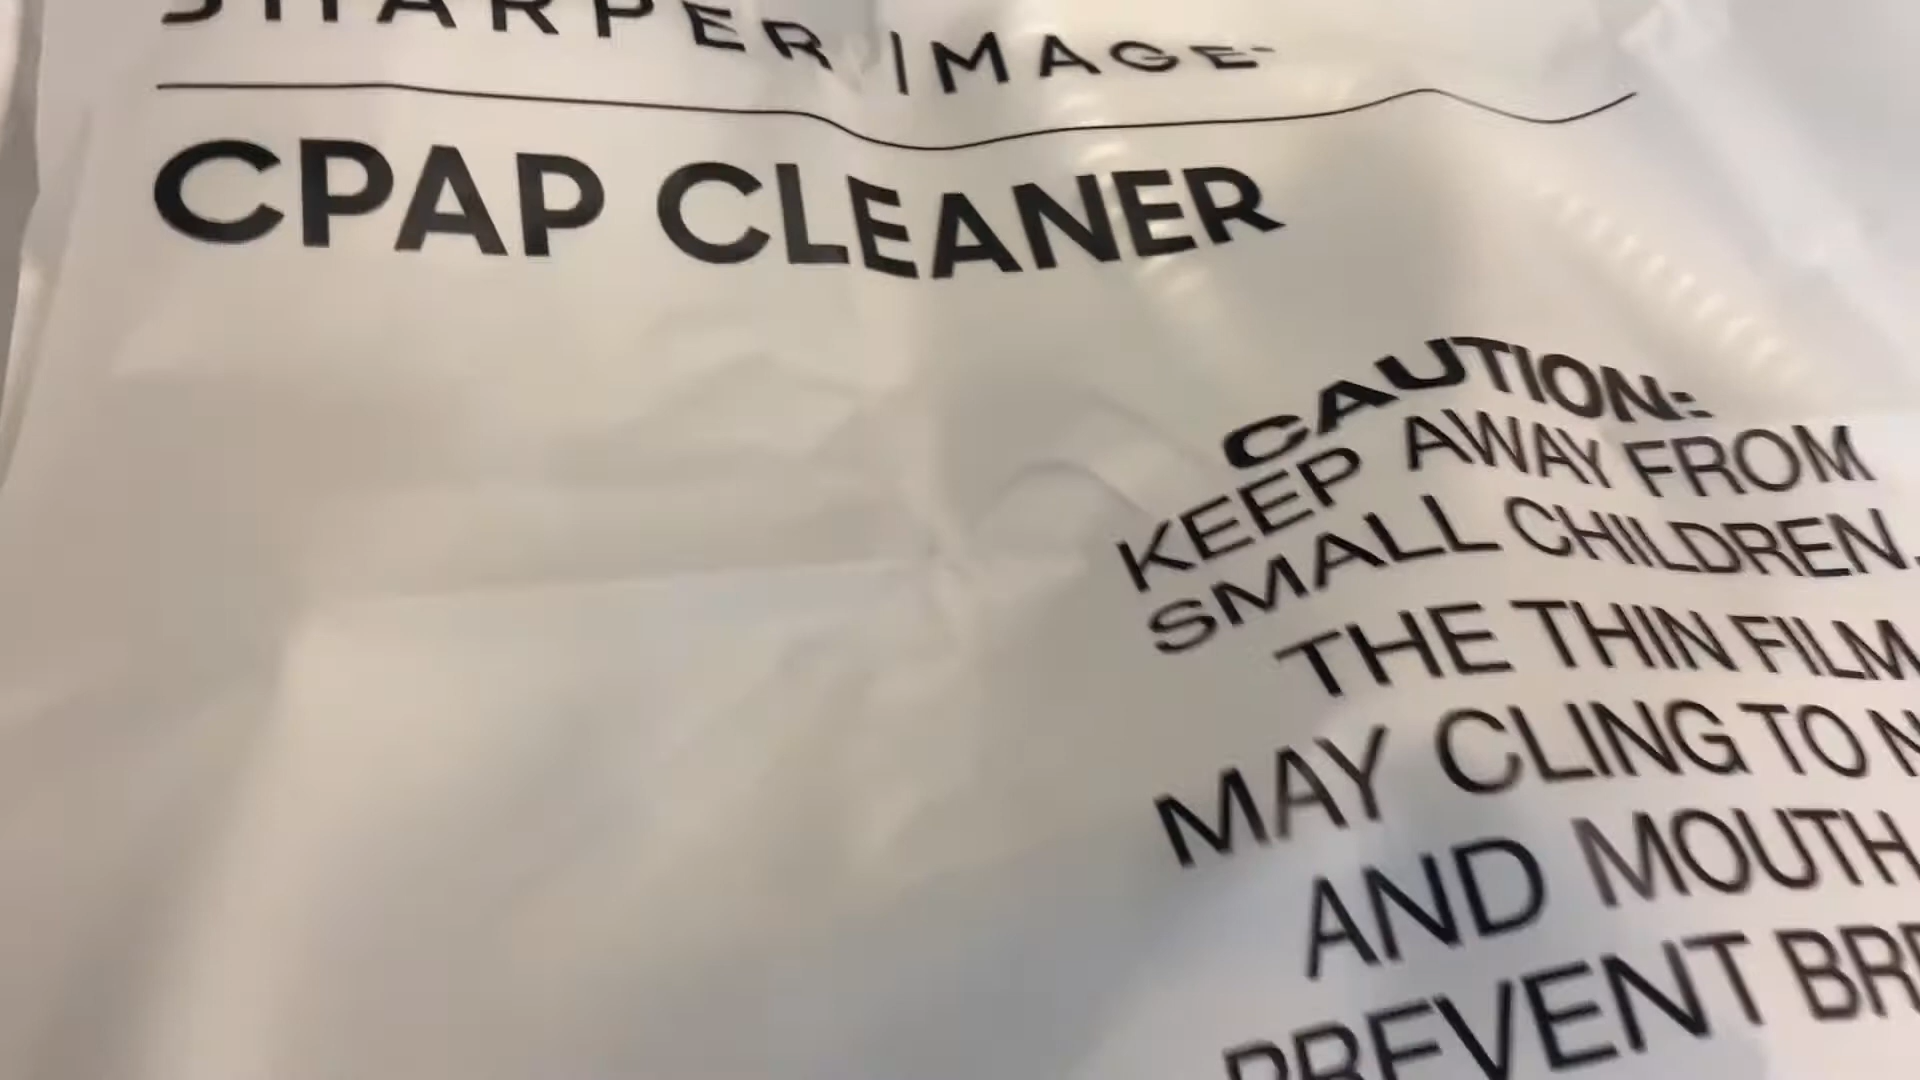 SHARPER IMAGE
CPAP CLEANER
CAUTION:
KEEP AWAY FROM
SMALL CHILDREN.
THE THIN FILM
MAY CLING TO
AND MOUTH
PREVENT